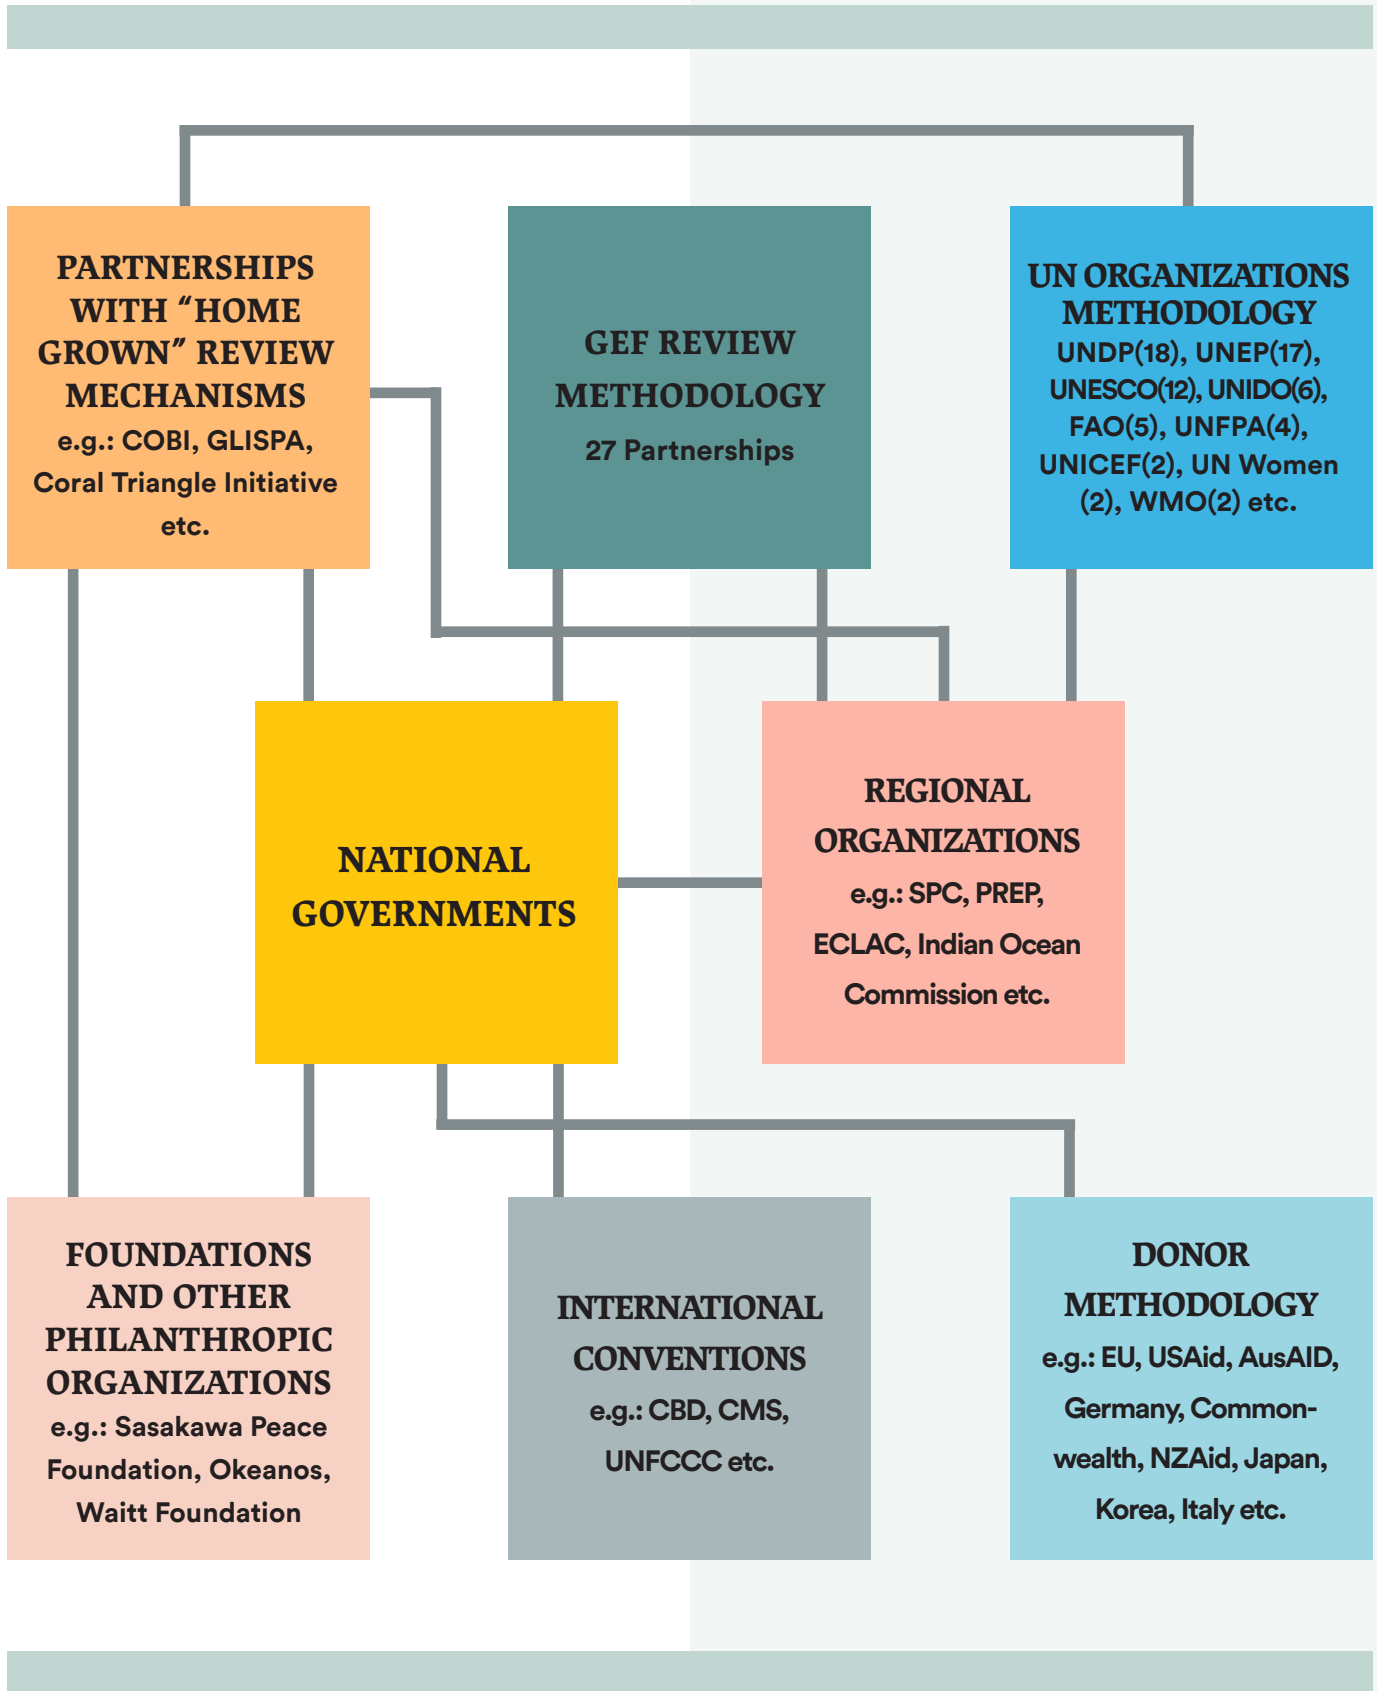 PARTNERSHIPS
WITH “HOME
GROWN” REVIEW
MECHANISMS
e.g.: COBI, GLISPA,
Coral Triangle Initiative
etc.
GEF REVIEW
METHODOLOGY
27 Partnerships
UN ORGANIZATIONS
METHODOLOGY
UNDP(18), UNEP(17),
UNESCO(12), UNIDO(6),
FAO(5), UNFPA(4),
UNICEF(2), UN Women
(2), WMO(2) etc.
NATIONAL
GOVERNMENTS
REGIONAL
ORGANIZATIONS
e.g.: SPC, PREP,
ECLAC, Indian Ocean
Commission etc.
FOUNDATIONS
AND OTHER
PHILANTHROPIC
ORGANIZATIONS
e.g.: Sasakawa Peace
Foundation, Okeanos,
Waitt Foundation
INTERNATIONAL
CONVENTIONS
e.g.: CBD, CMS,
UNFCCC etc.
DONOR
METHODOLOGY
e.g.: EU, USAid, AusAID,
Germany, Common-
wealth, NZAid, Japan,
Korea, Italy etc.